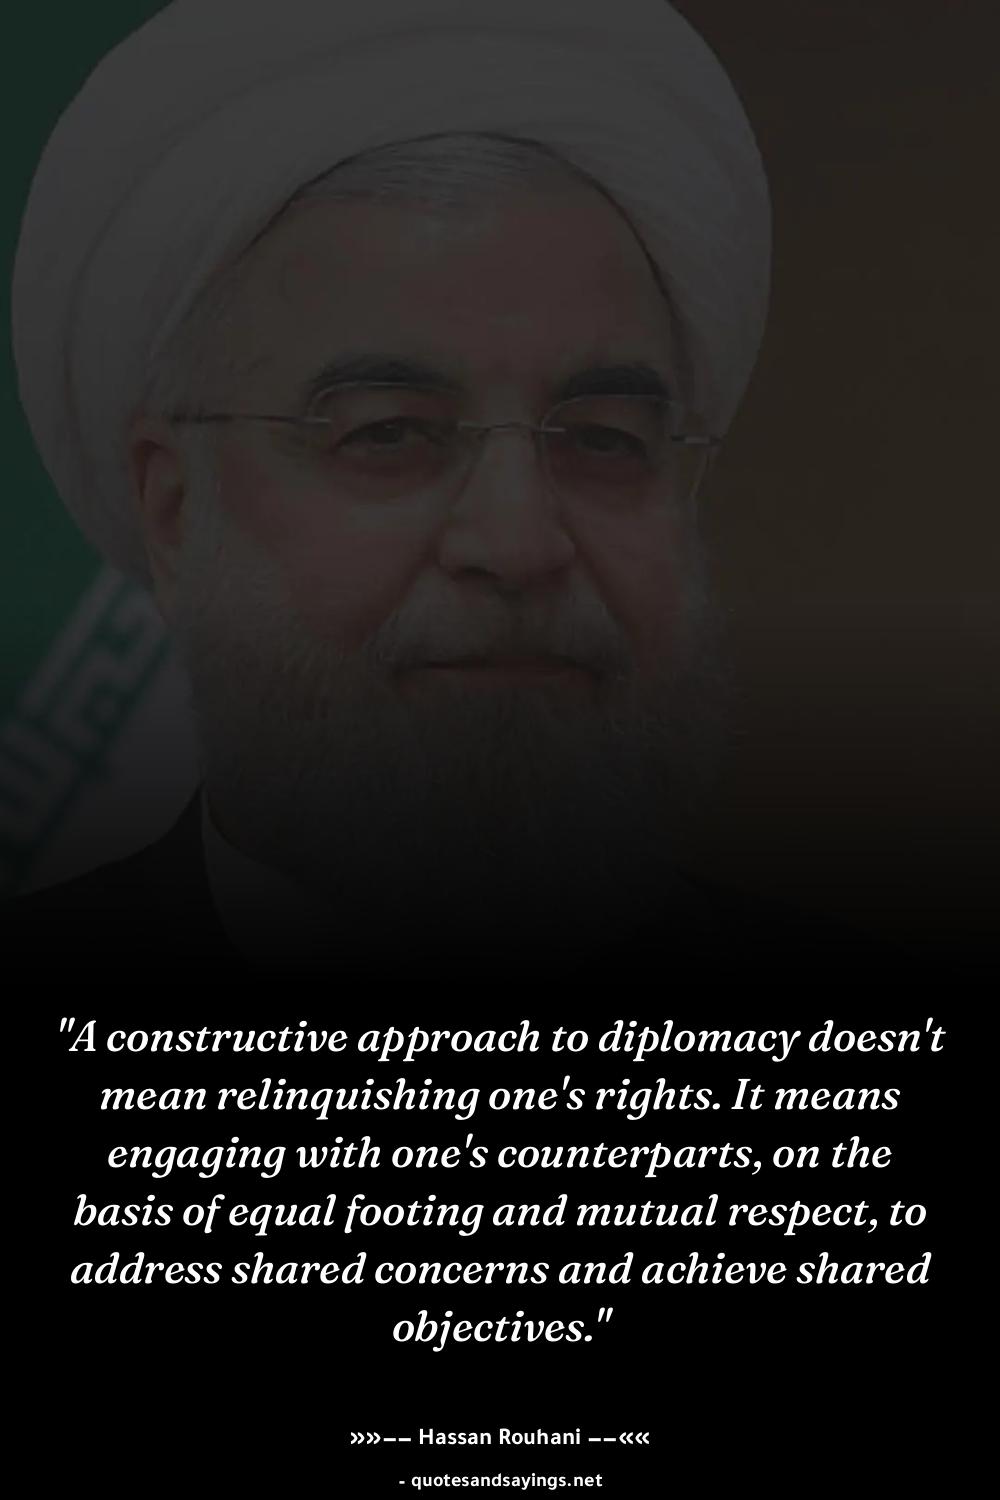 "A constructive approach to diplomacy doesn't
mean relinquishing one's rights. It means
engaging with one's counterparts, on the
basis of equal footing and mutual respect, to
address shared concerns and achieve shared
objectives."
»»−− Hassan Rouhani −−««
- quotesandsayings.net